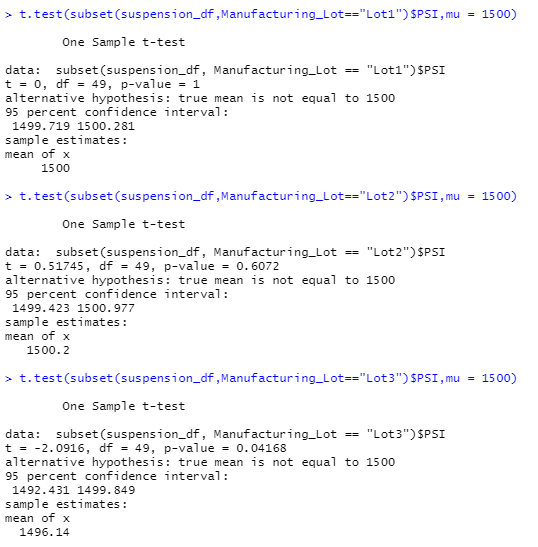 > t.test(subset(suspension_df,Manufacturing_Lot=="Lot1")$PSI,mu = 1500)
One Sample t-test
data:  subset(suspension_df, Manufacturing_Lot == "Lot1")$PSI
t = 0, df = 49, p-value = 1
alternative hypothesis: true mean is not equal to 1500
95 percent confidence interval:
1499.719 1500.281
sample estimates:
mean of x
1500
> t.test(subset(suspension_df,Manufacturing_Lot=="Lot2")$PSI,mu = 1500)
One Sample t-test
data:  subset(suspension_df, Manufacturing_Lot == "Lot2")$PSI
t = 0.51745, df = 49, p-value = 0.6072
alternative hypothesis: true mean is not equal to 1500
95 percent confidence interval:
1499.423 1500.977
sample estimates:
mean of x
1500.2
> t.test(subset(suspension_df,Manufacturing_Lot=="Lot3")$PSI,mu = 1500)
One Sample t-test
data:  subset(suspension_df, Manufacturing_Lot == "Lot3")$PSI
t = -2.0916, df = 49, p-value = 0.04168
alternative hypothesis: true mean is not equal to 1500
95 percent confidence interval:
1492.431 1499.849
sample estimates:
mean of x
1496.14